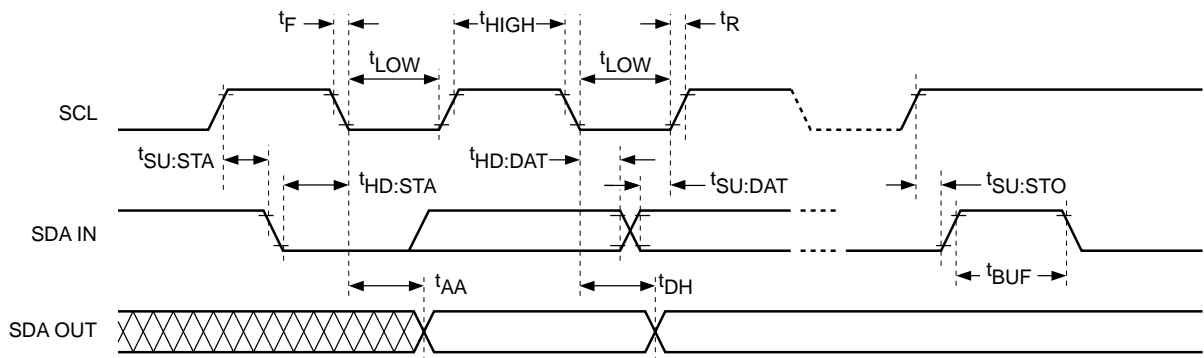 tF tHIGH tR
tLOW tLOW
SCL
tSU:STA tHD:DAT
tHD:STA tSU:DAT tSU:STO
SDA IN
tAA tDH tBUF
SDA OUT